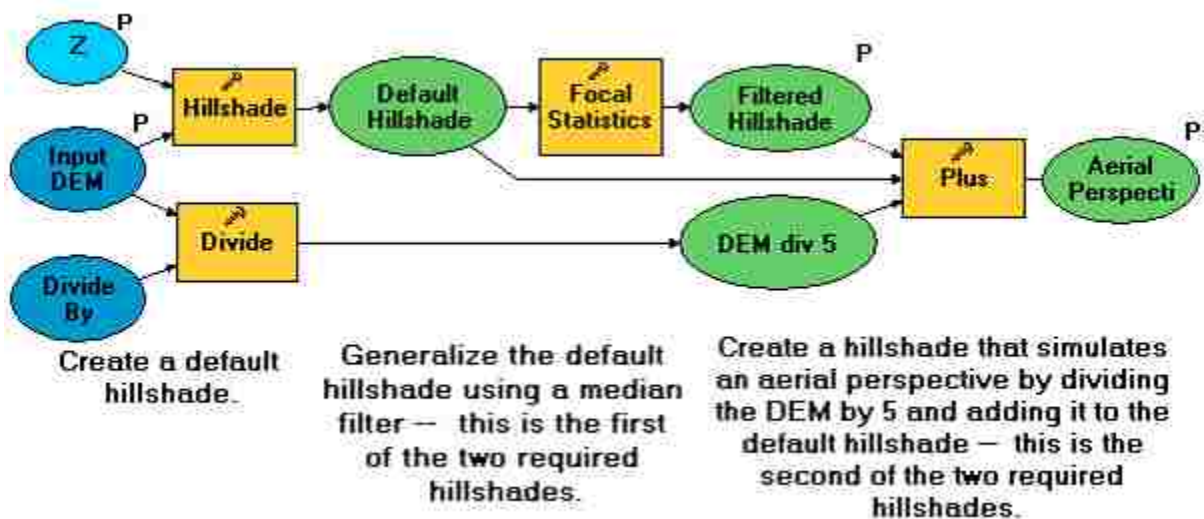 P
Z
Hillshade
Default
Hillshade
Focal
Statistics
P
Filtered
Hillshade
P
Input
DEM
Plus
P
Aerial
Perspecti
Divide
DEM div 5
Divide
By
Create a default
hillshade.
Generalize the default
hillshade using a median
filter — this is the first
of the two required
hillshades.
Create a hillshade that simulates
an aerial perspective by dividing
the DEM by 5 and adding it to the
default hillshade — this is the
second of the two required
hillshades.